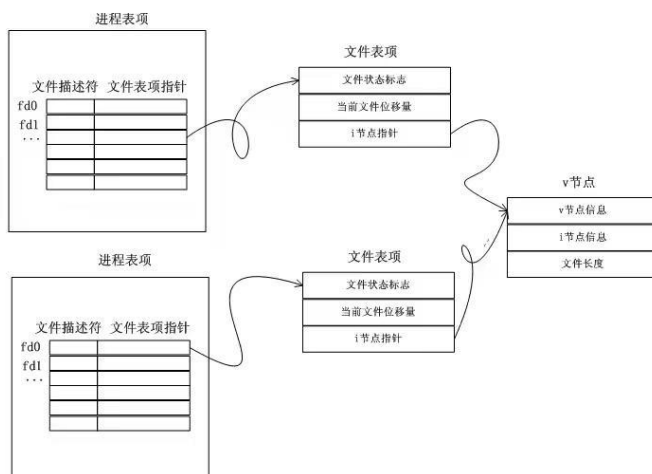 进程表项
文件描述符 文件表项指针
fd0
fd1
...
文件表项
文件状态标志
当前文件位移量
i节点指针
v节点
v节点信息
i节点信息
文件长度
进程表项
文件描述符 文件表项指针
fd0
fd1
...
文件表项
文件状态标志
当前文件位移量
i节点指针